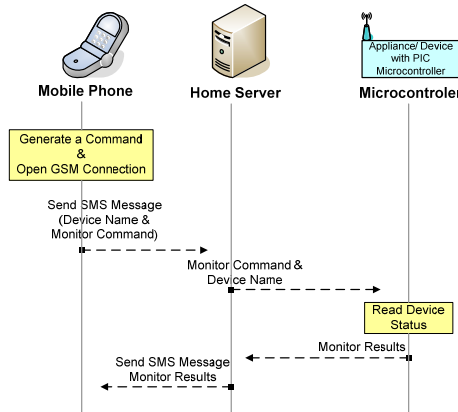 Appliance/ Device
with PIC
Microcontroller
Mobile Phone
Home Server
Microcontroler
Generate a Command
&
Open GSM Connection
Send SMS Message
(Device Name &
Monitor Command)
Monitor Command &
Device Name
Read Device
Status
Monitor Results
Send SMS Message
Monitor Results